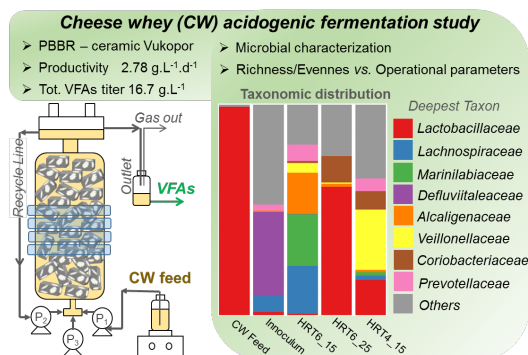 Cheese whey (CW) acidogenic fermentation study
➢ PBBR – ceramic Vukopor
➢ Productivity 2.78 g.L-1.d-1
➢ Tot. VFAs titer 16.7 g.L-1
➢ Microbial characterization
➢ Richness/Evennes vs. Operational parameters
Taxonomic distribution
Deepest Taxon
Lactobacillaceae
Lachnospiraceae
Marinilabiaceae
Defluviitaleaceae
Alcaligenaceae
Veillonellaceae
Coriobacteriaceae
Prevotellaceae
Others
CW Feed
Innoculum
HRT6_15
HRT6_25
HRT4_15
Gas out
Recycle Line
Outlet
VFAs
CW feed
P2
P1
P3